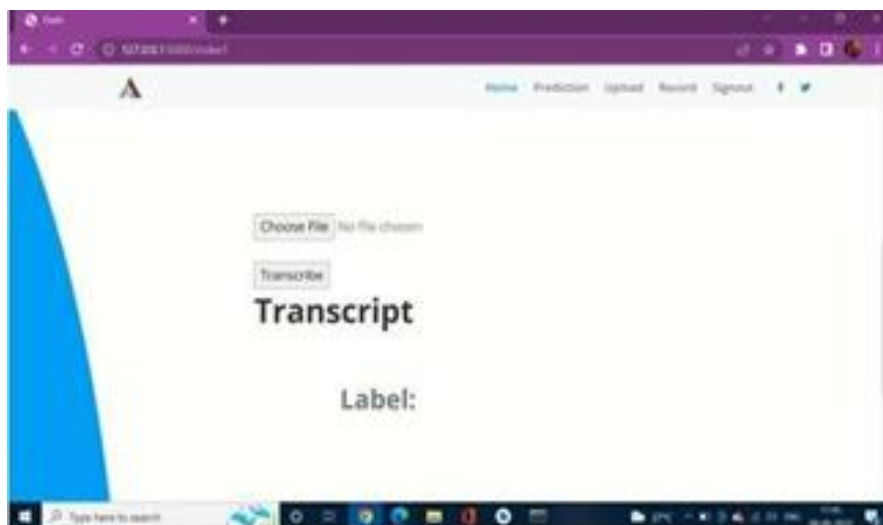 Home Prediction Upload Record Signout
Choose File No file chosen
Transcribe
Transcript
Label:
Type here to search